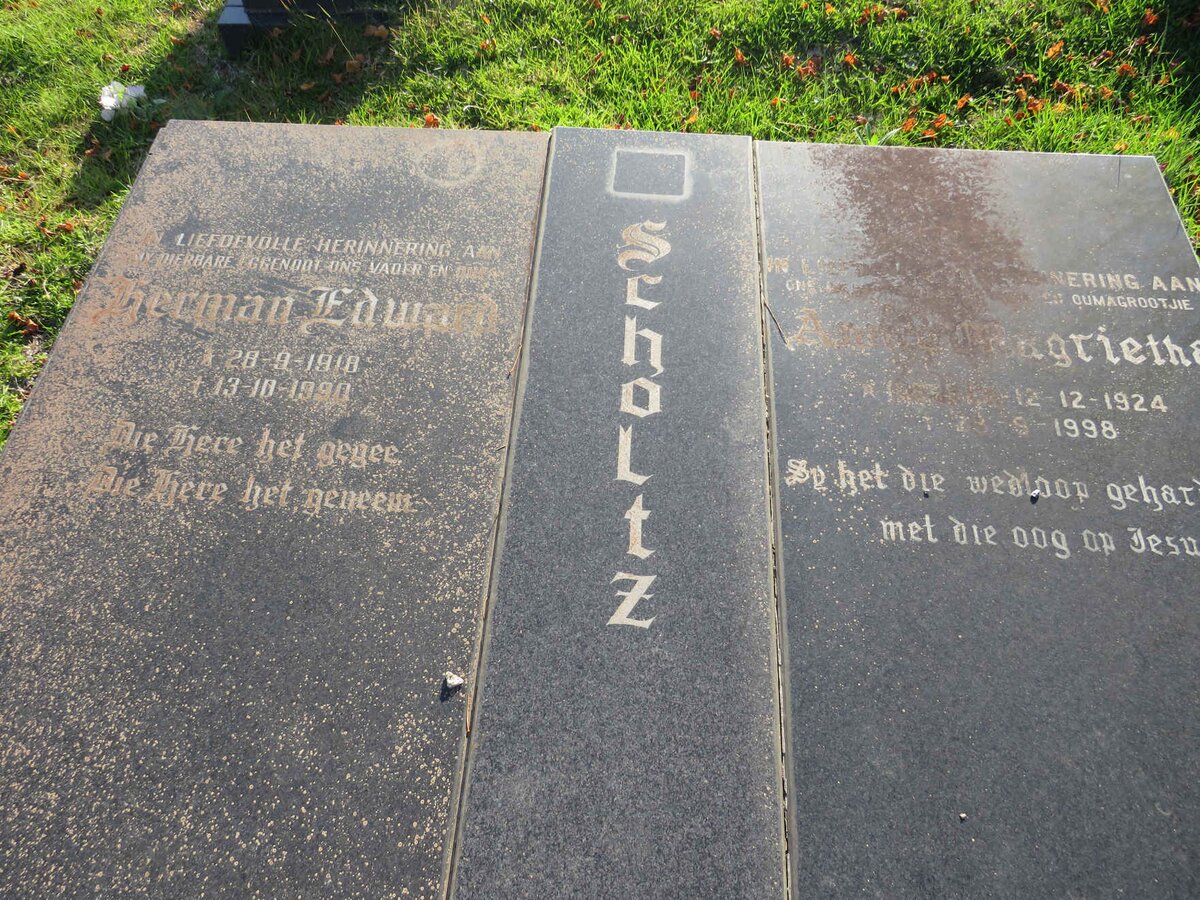 LIEFDEVOLLE HERINNERING AAN
MY DIERBARE EGGENOOT ONS VADER EN
Herman Edward
* 28-9-1918
† 13-10-1990
Die Here het gegee
Die Here het geneem
Scholtz
AAN
OUMAGROOTJIE
* 12-12-1924
† 1998
Sy het die wedloop gehard
met die oog op Jesu